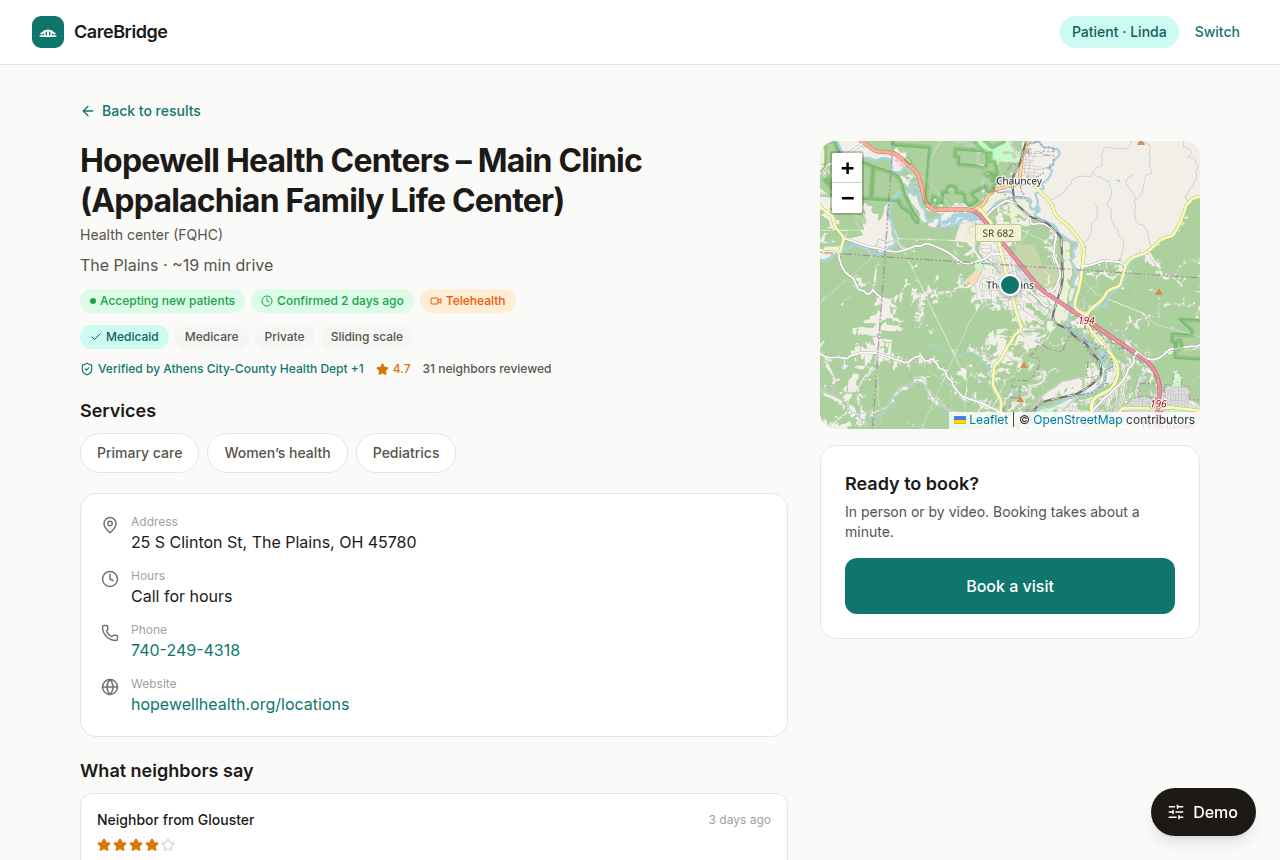 CareBridge
Patient · Linda
Switch
Back to results
Hopewell Health Centers – Main Clinic
(Appalachian Family Life Center)
Health center (FQHC)
The Plains · ~19 min drive
Accepting new patients
Confirmed 2 days ago
Telehealth
Medicaid
Medicare
Private
Sliding scale
Verified by Athens City-County Health Dept +1
4.7
31 neighbors reviewed
Services
Primary care
Women’s health
Pediatrics
Address
25 S Clinton St, The Plains, OH 45780
Hours
Call for hours
Phone
740-249-4318
Website
hopewellhealth.org/locations
What neighbors say
Neighbor from Glouster
3 days ago
+
−
Chauncey
SR 682
194
196
Leaflet | © OpenStreetMap contributors
Ready to book?
In person or by video. Booking takes about a
minute.
Book a visit
Demo